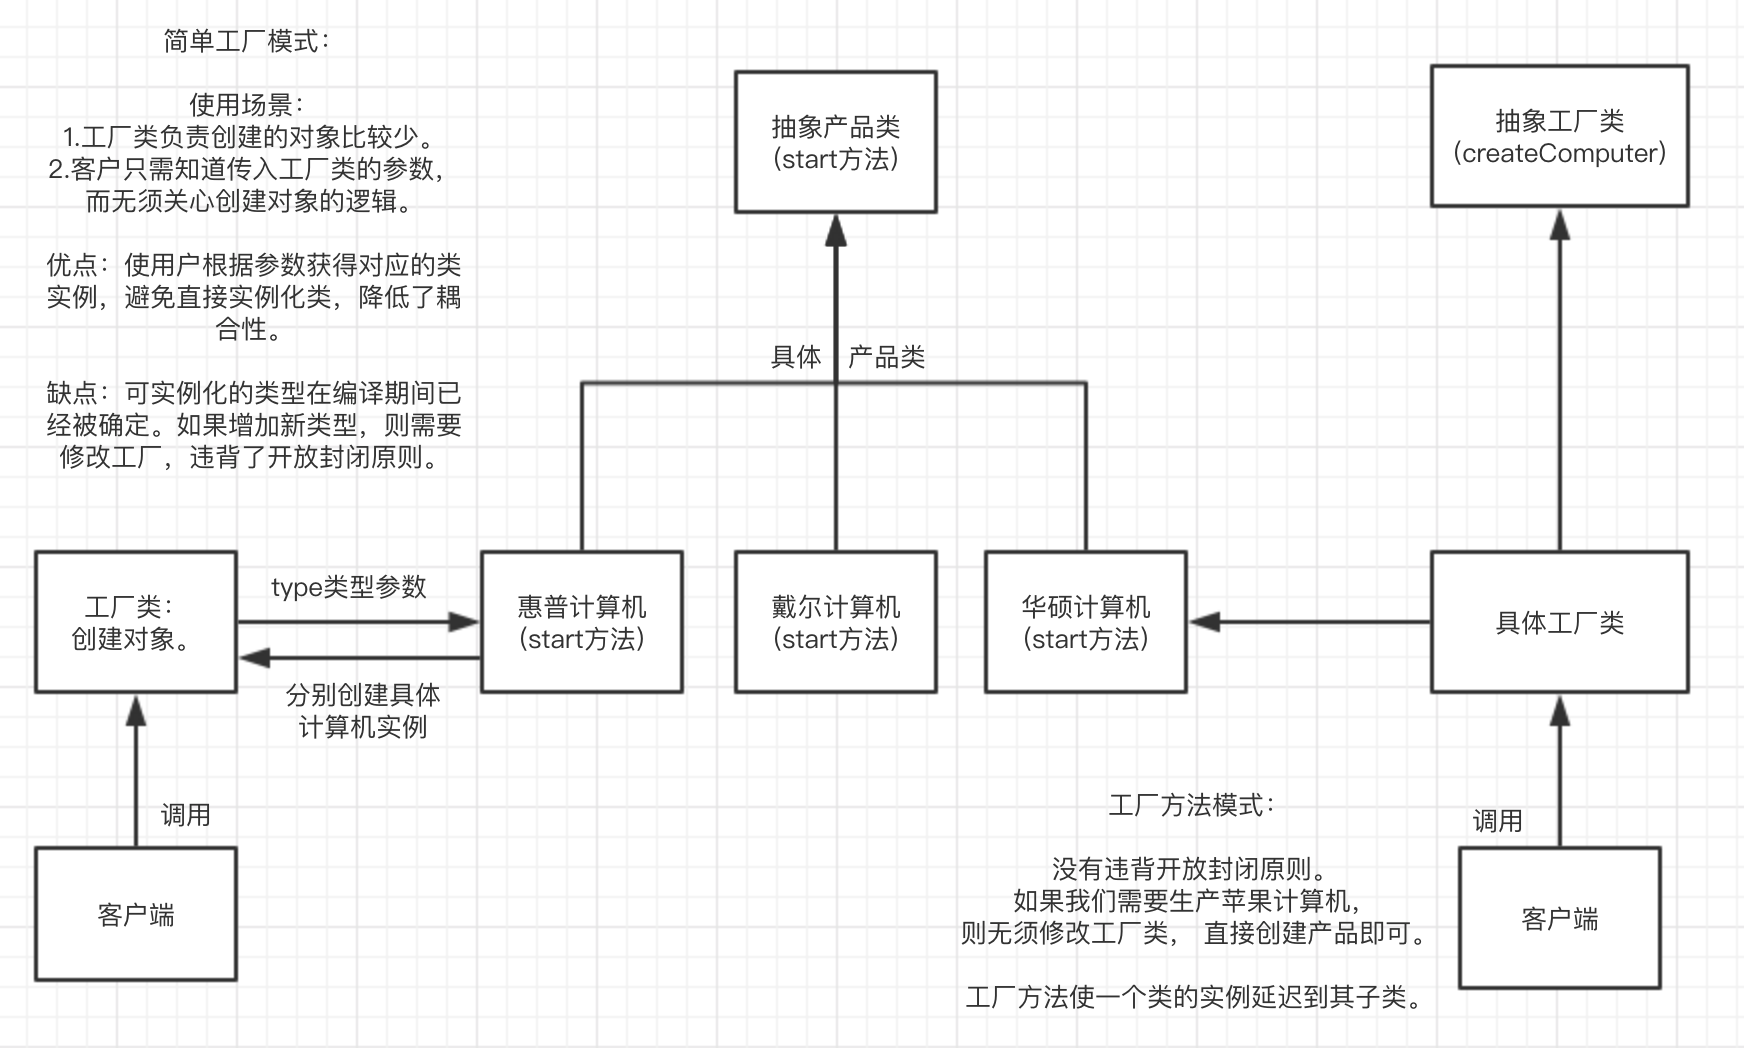 简单工厂模式：
使用场景：
1.工厂类负责创建的对象比较少。
2.客户只需知道传入工厂类的参数，
而无须关心创建对象的逻辑。
优点：使用户根据参数获得对应的类
实例，避免直接实例化类，降低了耦
合性。
缺点：可实例化的类型在编译期间已
经被确定。如果增加新类型，则需要
修改工厂，违背了开放封闭原则。
抽象产品类
（start方法）
抽象工厂类
（createComputer）
具体 产品类
工厂类：
创建对象。
type类型参数
分别创建具体
计算机实例
惠普计算机
（start方法）
戴尔计算机
（start方法）
华硕计算机
（start方法）
具体工厂类
调用
客户端
工厂方法模式：
没有违背开放封闭原则。
如果我们需要生产苹果计算机，
则无须修改工厂类， 直接创建产品即可。
工厂方法使一个类的实例延迟到其子类。
调用
客户端